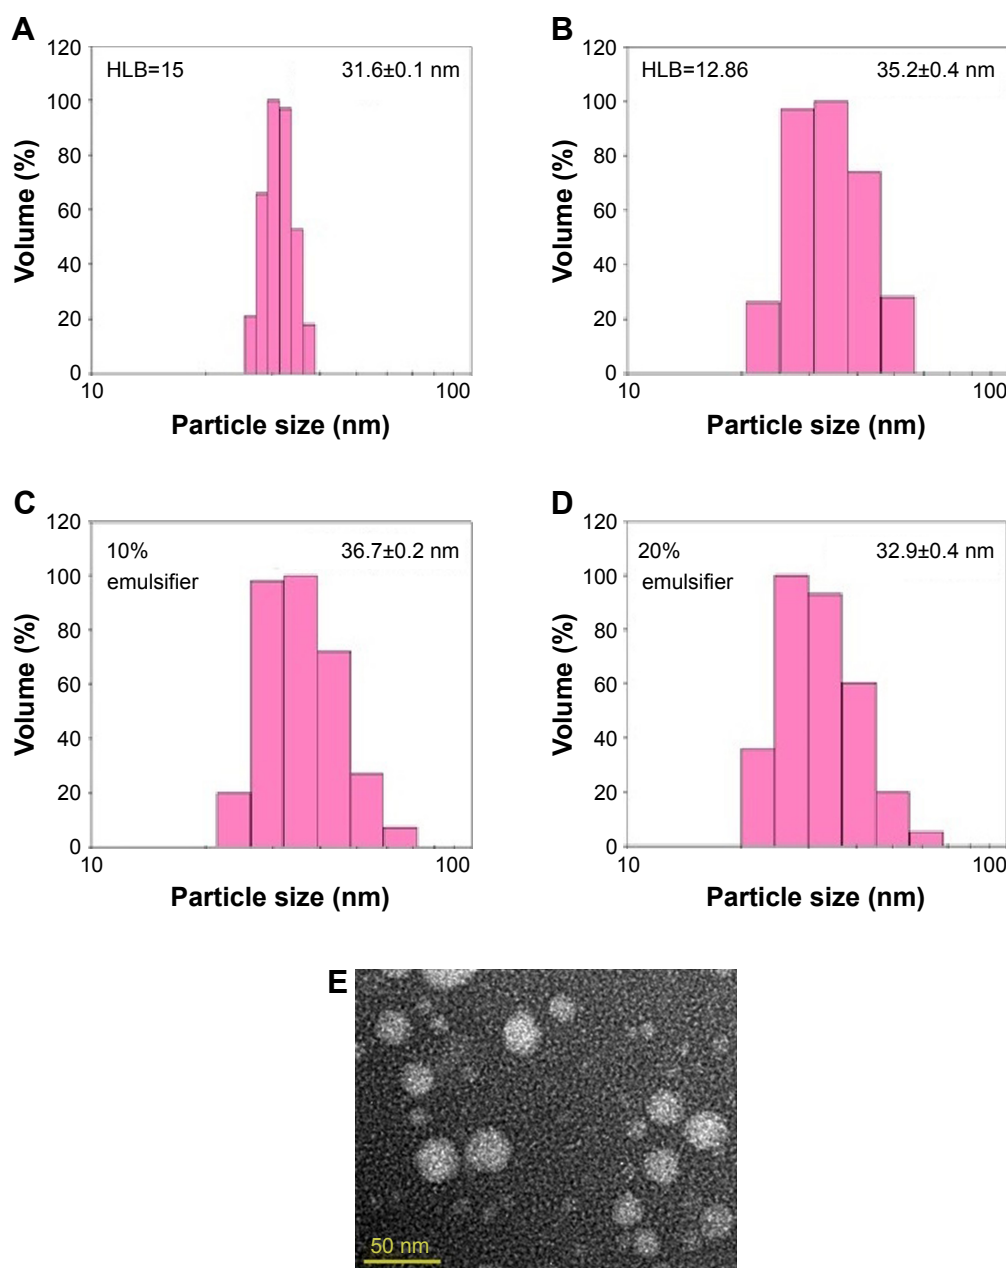 A
120
100
80
60
40
20
0
HLB=15
31.6±0.1 nm
Volume (%)
10
100
Particle size (nm)
B
120
100
80
60
40
20
0
HLB=12.86
35.2±0.4 nm
Volume (%)
10
100
Particle size (nm)
C
120
100
80
60
40
20
0
10%
emulsifier
36.7±0.2 nm
Volume (%)
10
100
Particle size (nm)
D
120
100
80
60
40
20
0
20%
emulsifier
32.9±0.4 nm
Volume (%)
10
100
Particle size (nm)
E
50 nm